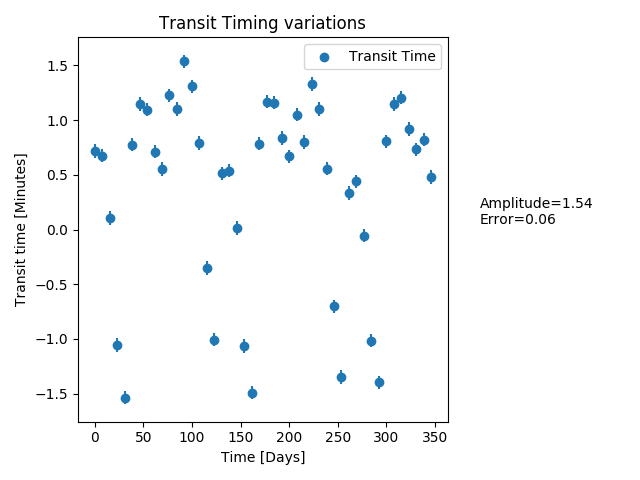 Transit Timing variations
Transit Time
1.5
1.0
0.5
0.0
−0.5
−1.0
−1.5
Transit time [Minutes]
0 50 100 150 200 250 300 350
Time [Days]
Amplitude=1.54
Error=0.06